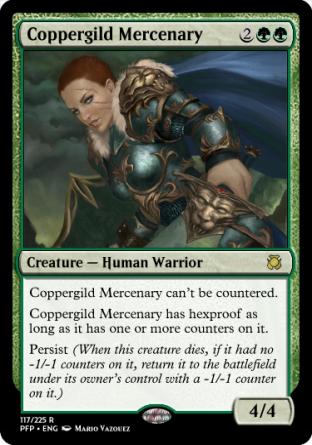 Coppergild Mercenary 2
Creature — Human Warrior
Coppergild Mercenary can't be countered.
Coppergild Mercenary has hexproof as
long as it has one or more counters on it.
Persist (When this creature dies, if it had no
-1/-1 counters on it, return it to the battlefield
under its owner's control with a -1/-1 counter
on it.)
4/4
117/225 R
PFP • ENG Mario Vazouez